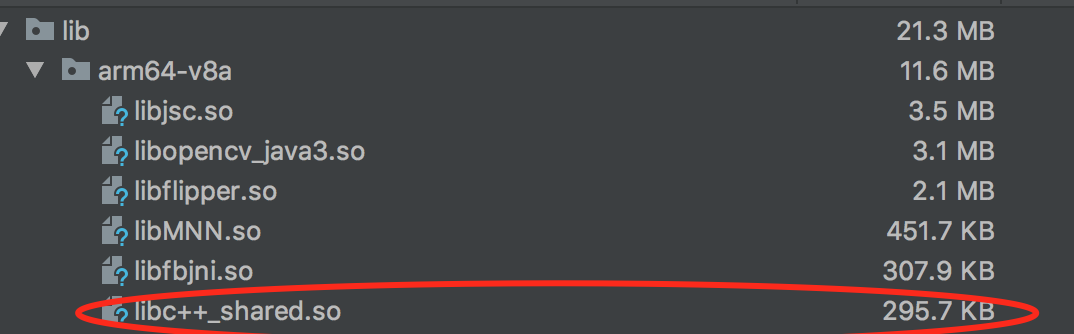 lib 21.3 MB
arm64-v8a 11.6 MB
libjsc.so 3.5 MB
libopencv_java3.so 3.1 MB
libflipper.so 2.1 MB
libMNN.so 451.7 KB
libfbjni.so 307.9 KB
libc++_shared.so 295.7 KB